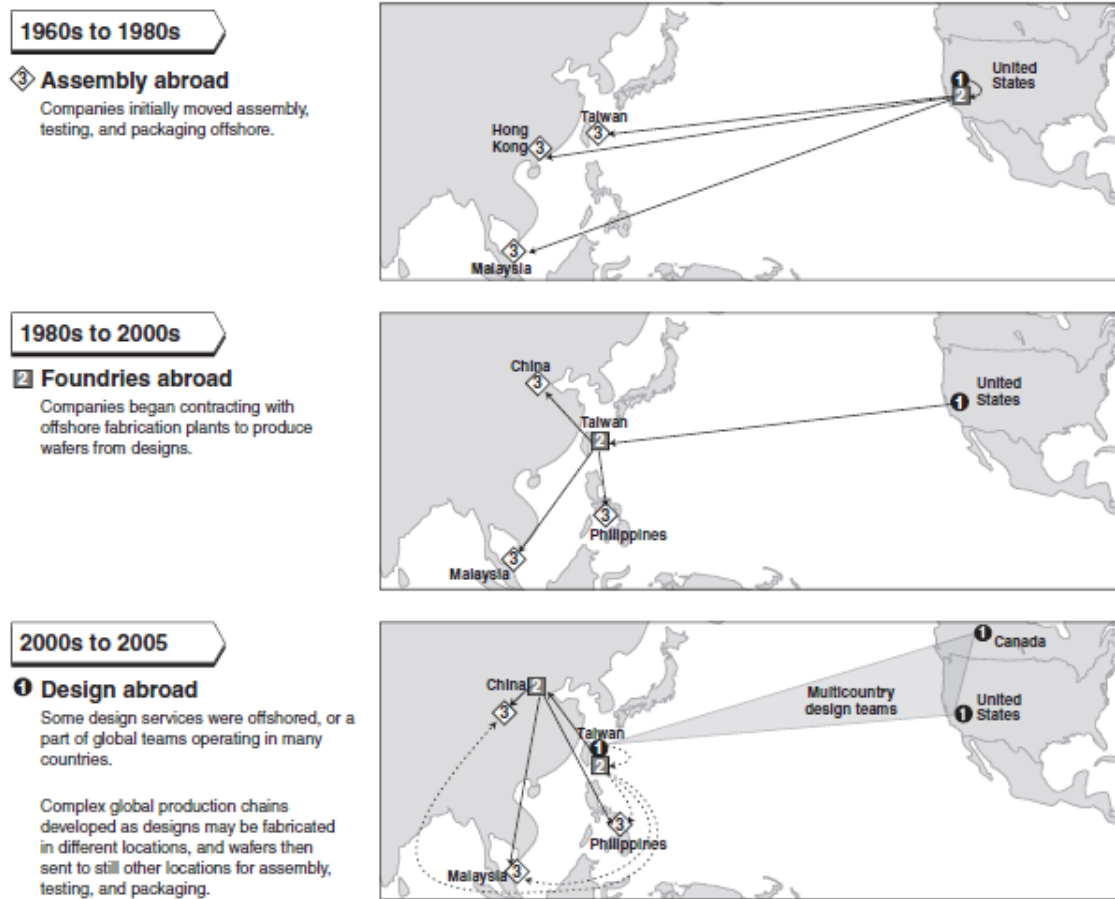 1960s to 1980s
3 Assembly abroad
Companies initially moved assembly,
testing, and packaging offshore.
United
States
1
2
Taiwan
3
Hong
Kong
3
3
Malaysia
1980s to 2000s
2 Foundries abroad
Companies began contracting with
offshore fabrication plants to produce
wafers from designs.
China
3
United
States
1
Taiwan
2
3
Philippines
3
Malaysia
2000s to 2005
1 Design abroad
Some design services were offshored, or a
part of global teams operating in many
countries.
Complex global production chains
developed as designs may be fabricated
in different locations, and wafers then
sent to still other locations for assembly,
testing, and packaging.
1
Canada
China
2
3
Multicountry
design teams
1
United
States
Taiwan
1
2
3
Philippines
Malaysia
3